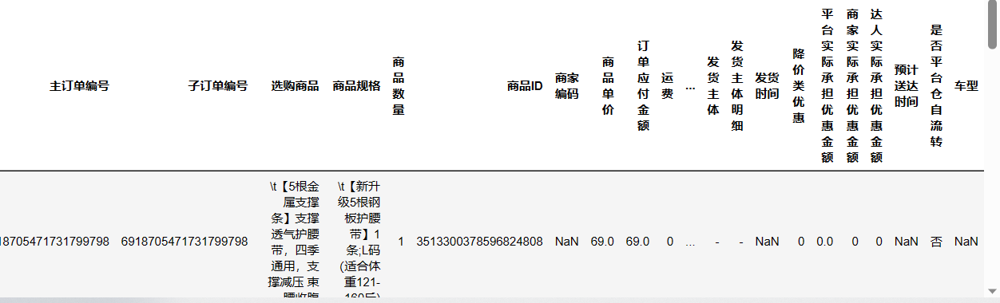 主订单编号 子订单编号 选购商品 商品规格 商品数量 商品ID 商家编码 商品单价 订单应付金额 运费 ... 发货主体 发货主体明细 发货时间 降价类优惠 平台实际承担优惠金额 商家实际承担优惠金额 达人实际承担优惠金额 预计送达时间 是否平台仓自流转 车型
18705471731799798 6918705471731799798
\t【5根金
属支撑
条】支撑
透气护腰
带，四季
通用，支
撑减压 束
腰收腹
\t【新升
级5根钢
板护腰
带】1
条;L码
(适合体
重121-
160斤)
1 3513300378596824808 NaN 69.0 69.0 0 ... - - NaN 0 0.0 0 0 NaN 否 NaN